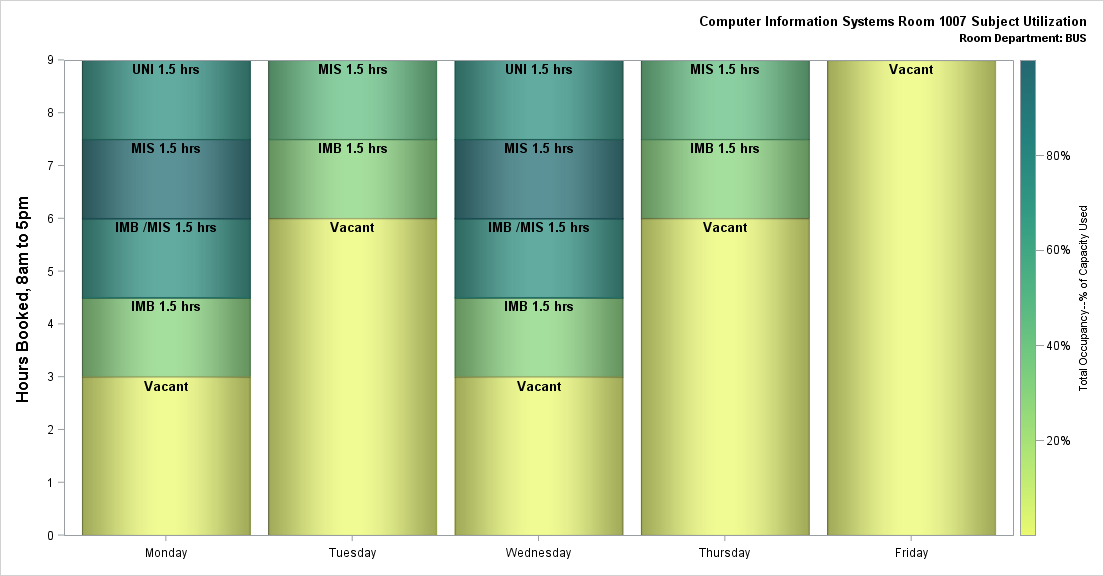 Computer Information Systems Room 1007 Subject Utilization
Room Department: BUS
Hours Booked, 8am to 5pm
9
8
7
6
5
4
3
2
1
0
UNI 1.5 hrs
MIS 1.5 hrs
IMB /MIS 1.5 hrs
IMB 1.5 hrs
Vacant
MIS 1.5 hrs
IMB 1.5 hrs
Vacant
UNI 1.5 hrs
MIS 1.5 hrs
IMB /MIS 1.5 hrs
IMB 1.5 hrs
Vacant
MIS 1.5 hrs
IMB 1.5 hrs
Vacant
Vacant
Monday
Tuesday
Wednesday
Thursday
Friday
80%
60%
40%
20%
Total Occupancy--% of Capacity Used